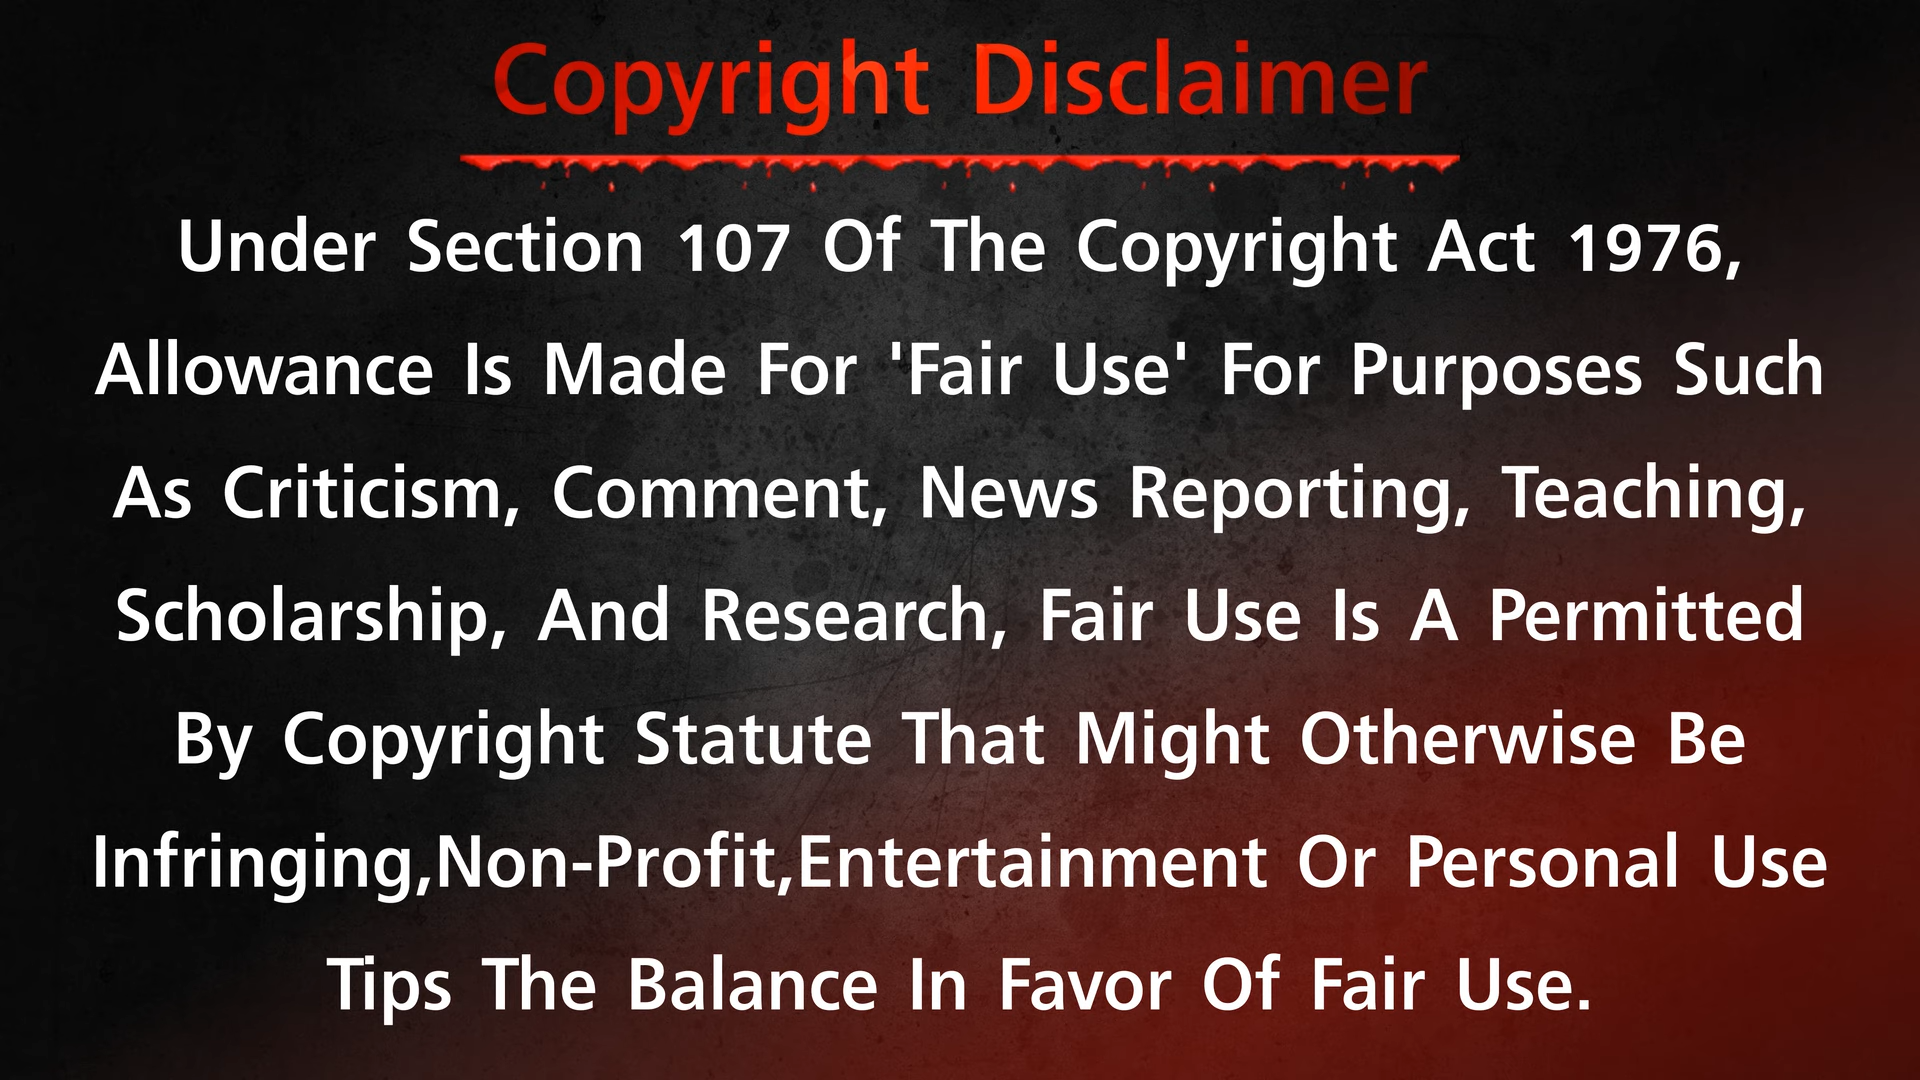 Copyright Disclaimer
Under Section 107 Of The Copyright Act 1976,
Allowance Is Made For 'Fair Use' For Purposes Such
As Criticism, Comment, News Reporting, Teaching,
Scholarship, And Research, Fair Use Is A Permitted
By Copyright Statute That Might Otherwise Be
Infringing,Non-Profit,Entertainment Or Personal Use
Tips The Balance In Favor Of Fair Use.